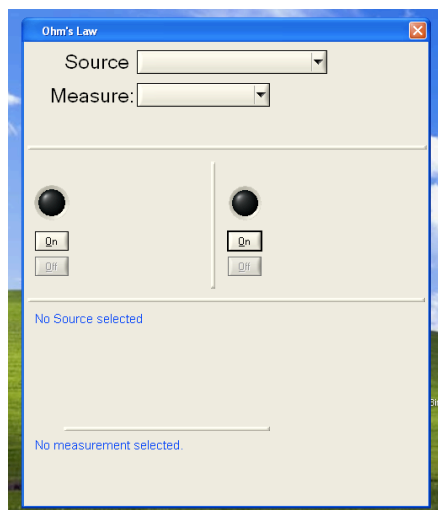 Ohm's Law
Source
Measure:
On
On
Off
Off
No Source selected
No measurement selected.